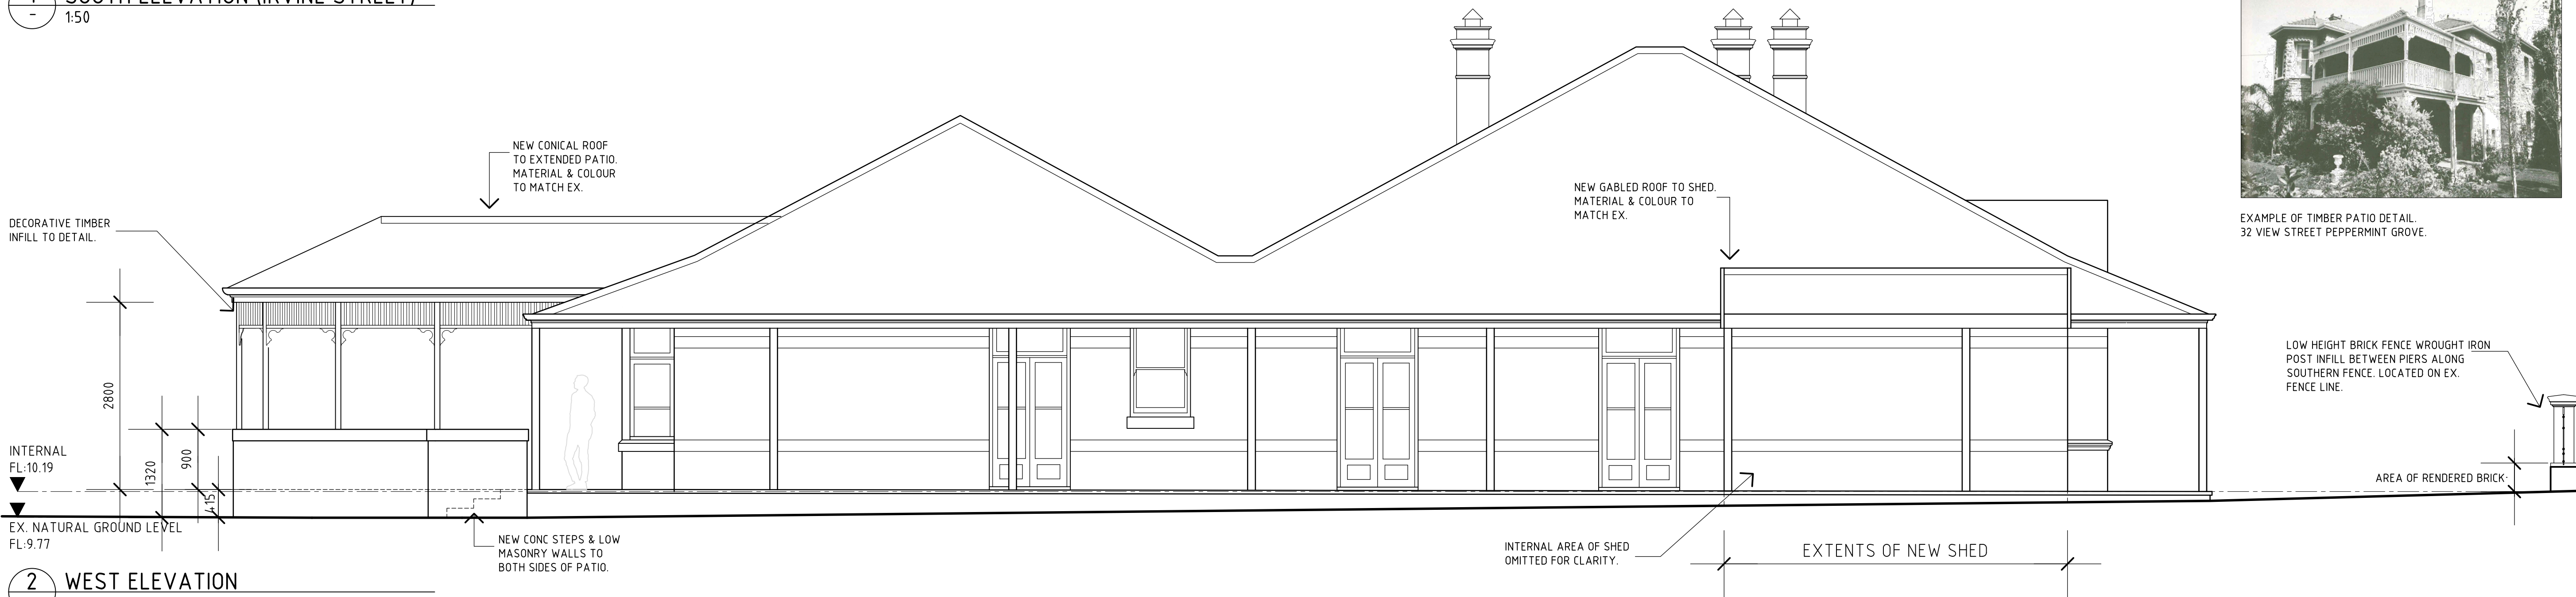 1 SOUTH ELEVATION (IRVINE STREET)
- 1:50
NEW CONICAL ROOF
TO EXTENDED PATIO.
MATERIAL & COLOUR
TO MATCH EX.
DECORATIVE TIMBER
INFILL TO DETAIL.
NEW GABLED ROOF TO SHED.
MATERIAL & COLOUR TO
MATCH EX.
EXAMPLE OF TIMBER PATIO DETAIL.
32 VIEW STREET PEPPERMINT GROVE.
LOW HEIGHT BRICK FENCE WROUGHT IRON
POST INFILL BETWEEN PIERS ALONG
SOUTHERN FENCE. LOCATED ON EX.
FENCE LINE.
2800
1320
900
415
INTERNAL
FL:10.19
EX. NATURAL GROUND LEVEL
FL:9.77
AREA OF RENDERED BRICK
NEW CONC STEPS & LOW
MASONRY WALLS TO
BOTH SIDES OF PATIO.
INTERNAL AREA OF SHED
OMITTED FOR CLARITY.
EXTENTS OF NEW SHED
2 WEST ELEVATION